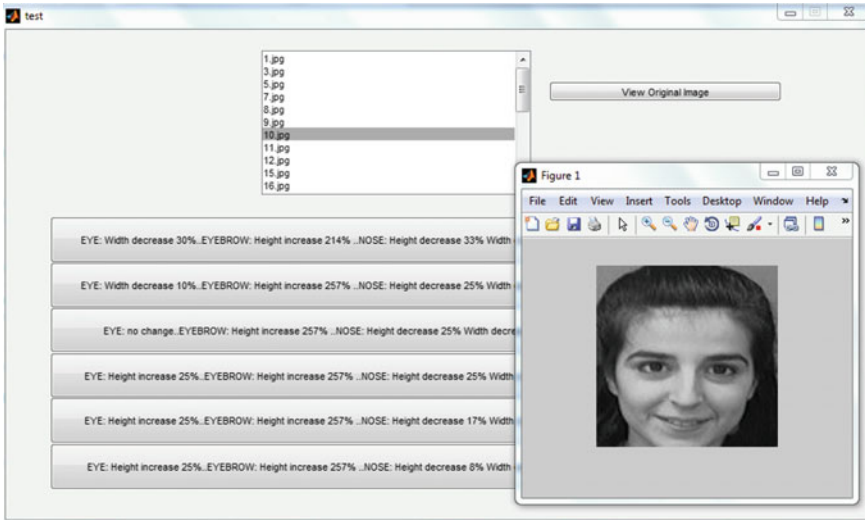 test
1.jpg
3.jpg
5.jpg
7.jpg
8.jpg
9.jpg
10.jpg
11.jpg
12.jpg
15.jpg
16.jpg
View Original Image
EYE: Width decrease 30%..EYEBROW: Height increase 214% ..NOSE: Height decrease 33% Width
EYE: Width decrease 10%..EYEBROW: Height increase 257% ..NOSE: Height decrease 25% Width
EYE: no change..EYEBROW: Height increase 257% ..NOSE: Height decrease 25% Width decre
EYE: Height increase 25%..EYEBROW: Height increase 257% ..NOSE: Height decrease 25% Width
EYE: Height increase 25%..EYEBROW: Height increase 257% ..NOSE: Height decrease 17% Width
EYE: Height increase 25%..EYEBROW: Height increase 257% ..NOSE: Height decrease 8% Width
Figure 1
File Edit View Insert Tools Desktop Window Help